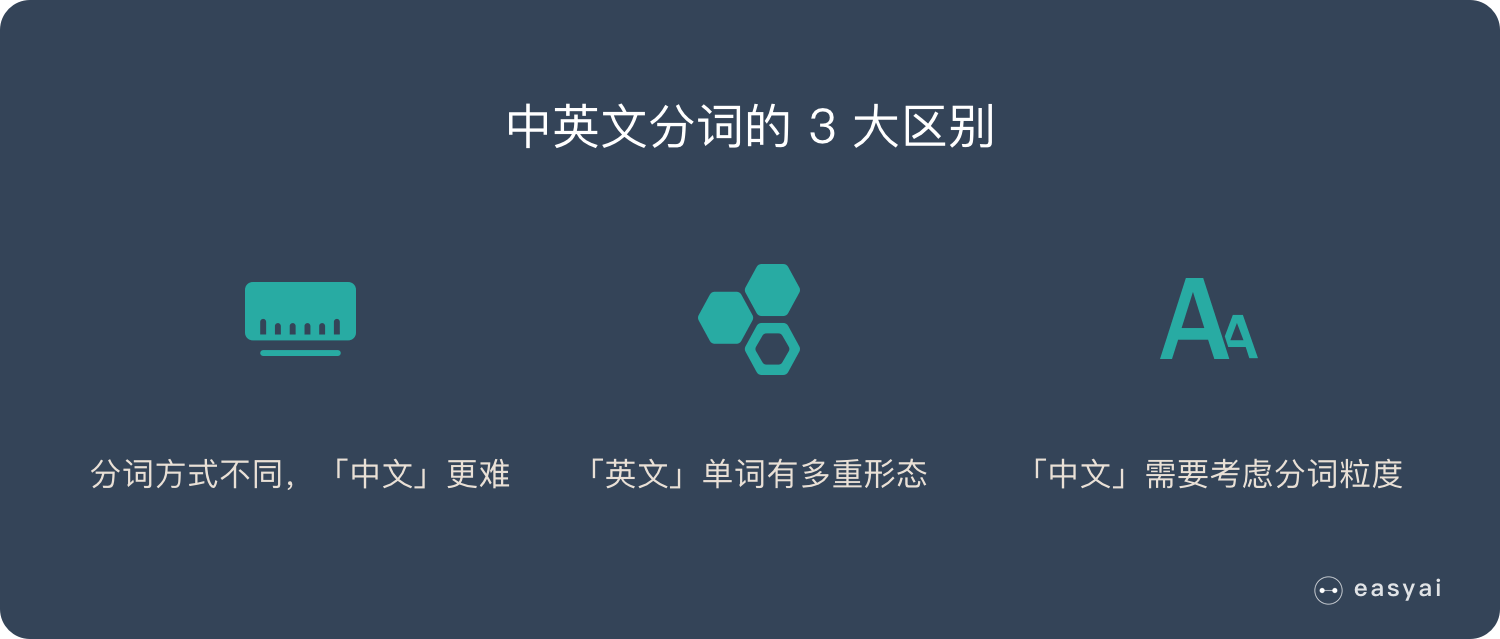 中英文分词的 3 大区别
分词方式不同，「中文」更难
「英文」单词有多重形态
「中文」需要考虑分词粒度
easyai